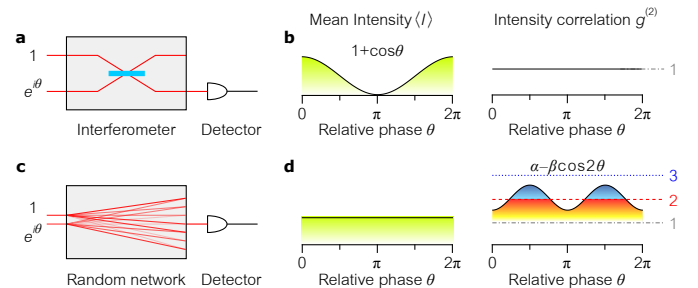 Mean Intensity ⟨I⟩
Intensity correlation g(2)
a
1
e^{iθ}
Interferometer
Detector
b
1+cosθ
0
π
2π
Relative phase θ
1
0
π
2π
Relative phase θ
c
1
e^{iθ}
Random network
Detector
d
0
π
2π
Relative phase θ
α–βcos2θ
3
2
1
0
π
2π
Relative phase θ